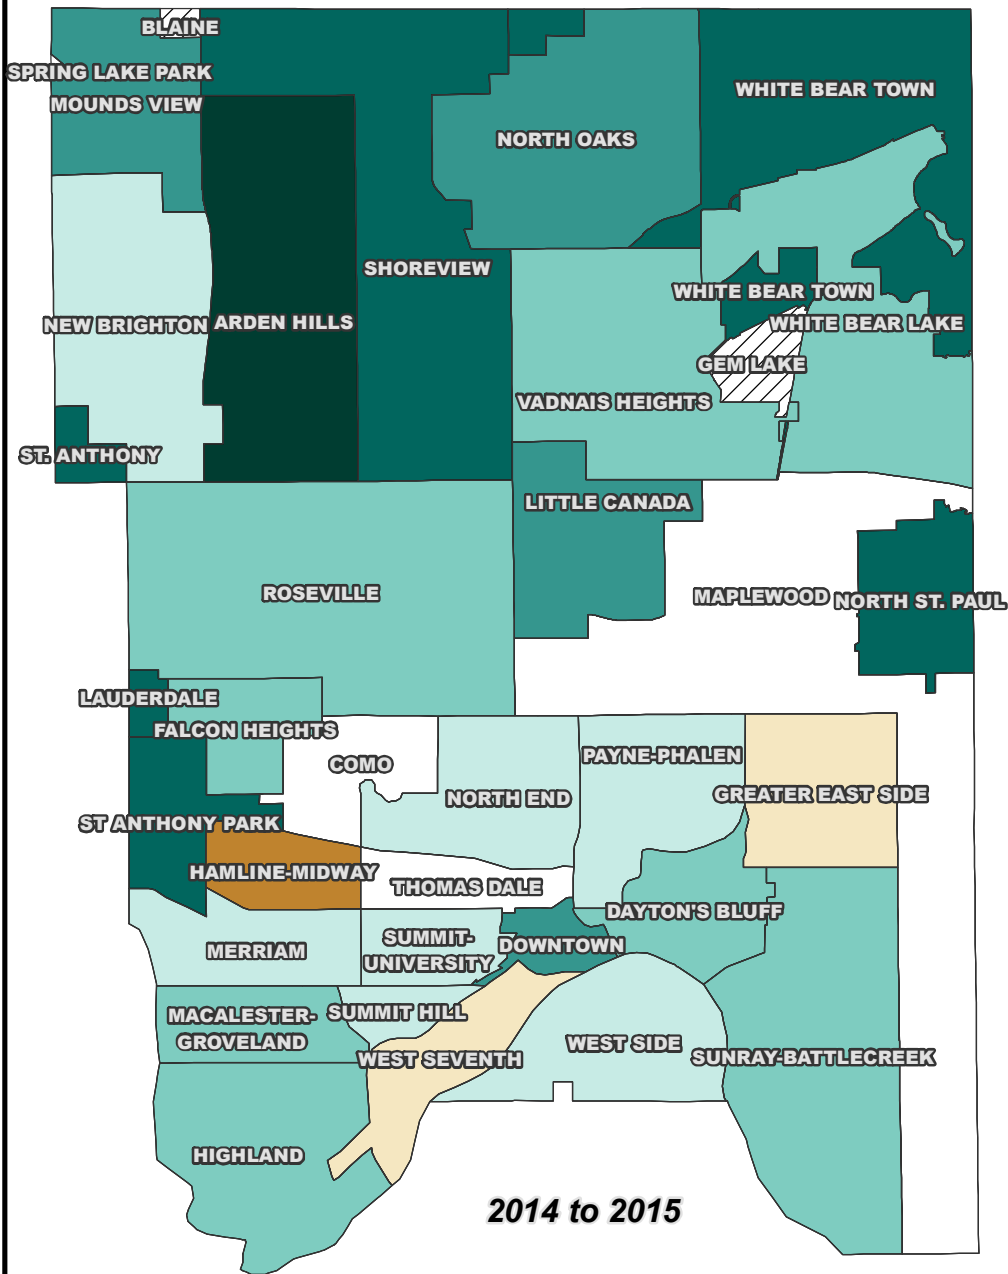 BLAINE
SPRING LAKE PARK
WHITE BEAR TOWN
MOUNDS VIEW
NORTH OAKS
SHOREVIEW
WHITE BEAR TOWN
NEW BRIGHTON
ARDEN HILLS
WHITE BEAR LAKE
GEM LAKE
VADNAIS HEIGHTS
ST. ANTHONY
LITTLE CANADA
ROSEVILLE
MAPLEWOOD
NORTH ST. PAUL
LAUDERDALE
FALCON HEIGHTS
COMO
PAYNE-PHALEN
NORTH END
GREATER EAST SIDE
ST ANTHONY PARK
HAMLINE-MIDWAY
THOMAS DALE
DAYTON'S BLUFF
MERRIAM
SUMMIT-
UNIVERSITY
DOWNTOWN
MACALESTER-
GROVELAND
SUMMIT HILL
WEST SEVENTH
WEST SIDE
SUNRAY-BATTLECREEK
HIGHLAND
2014 to 2015